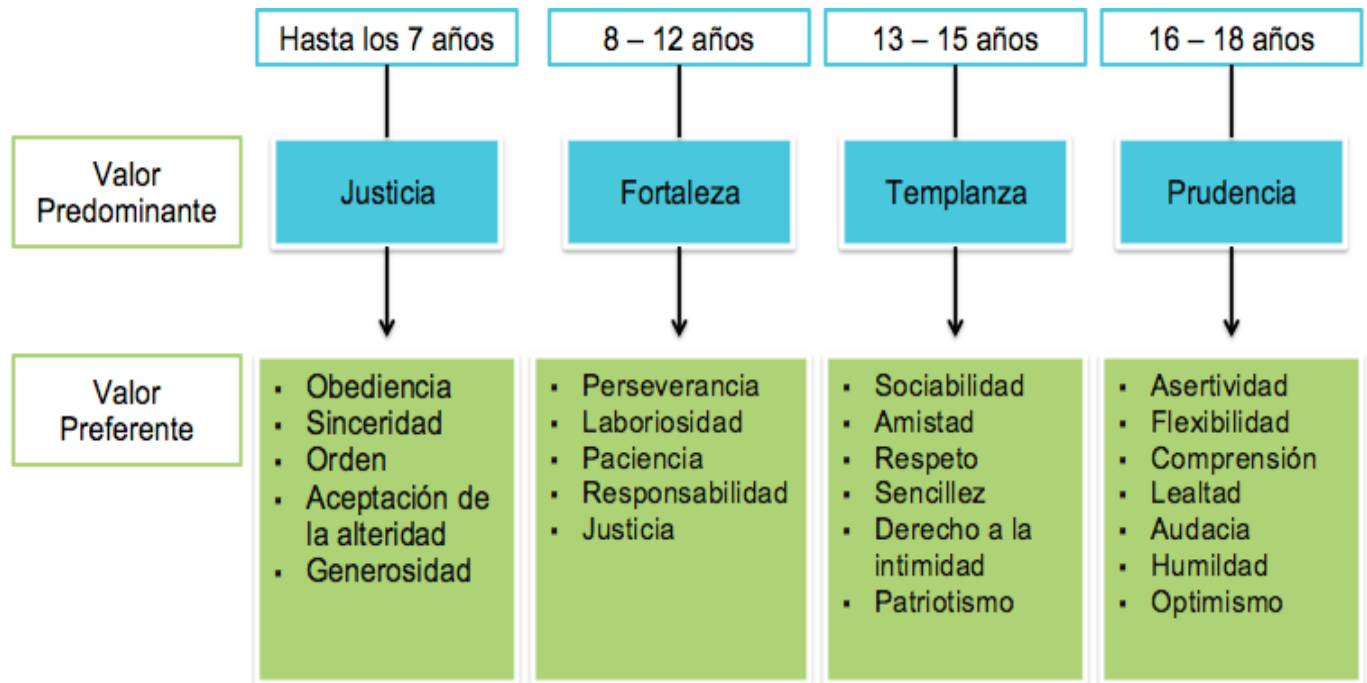 Hasta los 7 años
8 – 12 años
13 – 15 años
16 – 18 años
Valor
Predominante
Justicia
Fortaleza
Templanza
Prudencia
Valor
Preferente
▪ Obediencia
▪ Sinceridad
▪ Orden
▪ Aceptación de
la alteridad
▪ Generosidad
▪ Perseverancia
▪ Laboriosidad
▪ Paciencia
▪ Responsabilidad
▪ Justicia
▪ Sociabilidad
▪ Amistad
▪ Respeto
▪ Sencillez
▪ Derecho a la
intimidad
▪ Patriotismo
▪ Asertividad
▪ Flexibilidad
▪ Comprensión
▪ Lealtad
▪ Audacia
▪ Humildad
▪ Optimismo